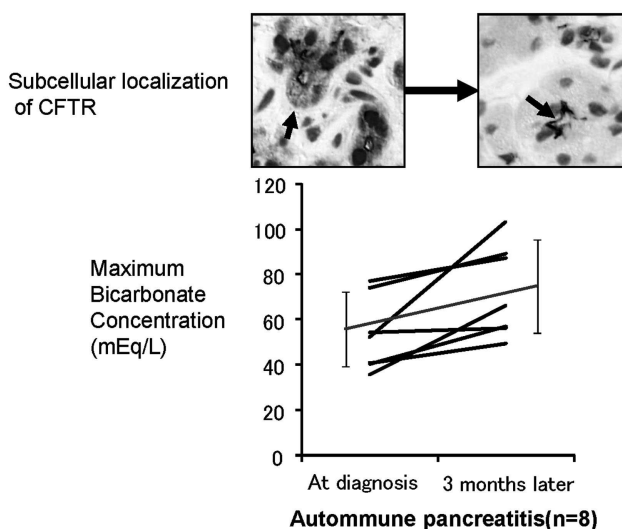 Subcellular localization
of CFTR
Maximum
Bicarbonate
Concentration
(mEq/L)
120
100
80
60
40
20
0
At diagnosis
3 months later
Autommune pancreatitis(n=8)